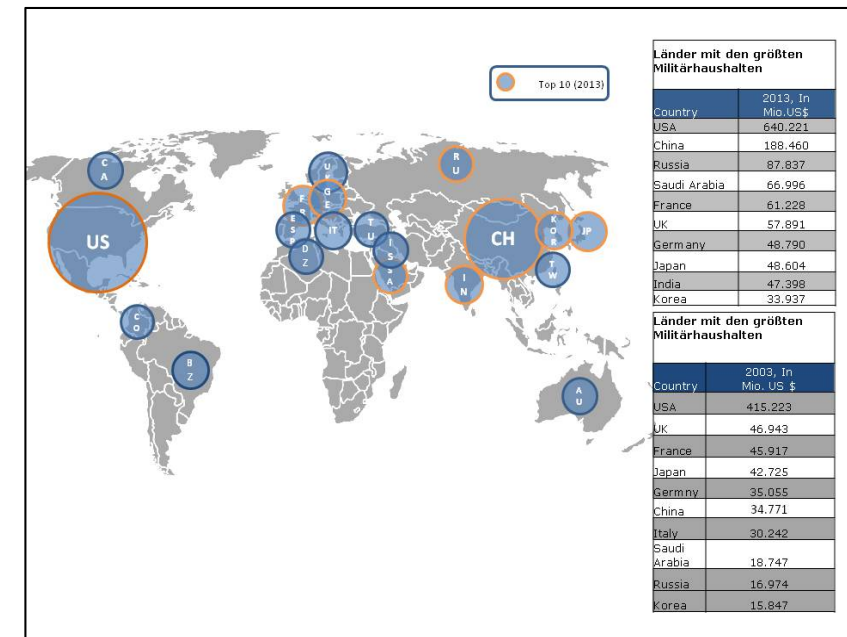 Top 10 (2013)
C
A
US
U
K
G
E
F
R
R
U
E
S
P
IT
T
U
D
Z
I
S
S
A
I
N
CH
K
O
R
JP
T
W
C
O
B
Z
A
U
Länder mit den größten
Militärhaushalten
2013, In
Country Mio.US$
USA 640.221
China 188.460
Russia 87.837
Saudi Arabia 66.996
France 61.228
UK 57.891
Germany 48.790
Japan 48.604
India 47.398
Korea 33.937
Länder mit den größten
Militärhaushalten
2003, In
Country Mio. US $
USA 415.223
UK 46.943
France 45.917
Japan 42.725
Germny 35.055
China 34.771
Italy 30.242
Saudi
Arabia 18.747
Russia 16.974
Korea 15.847